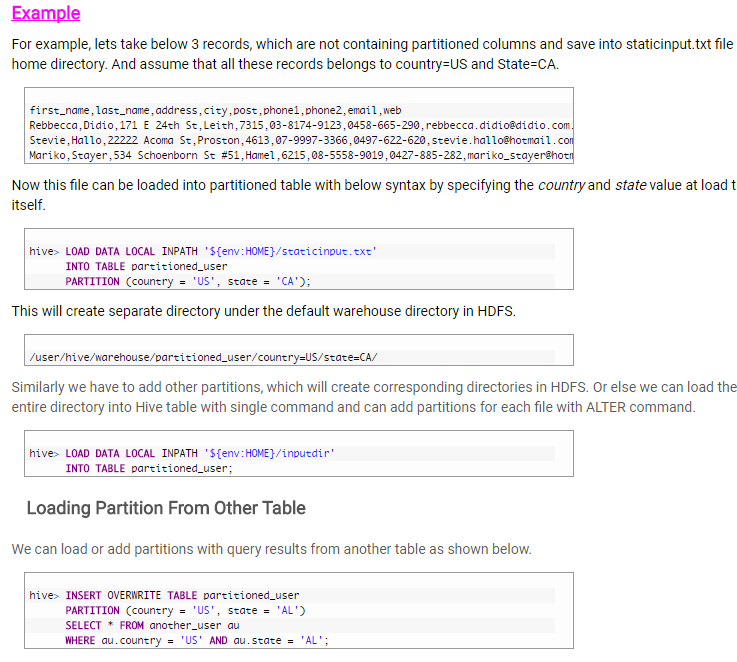 Example
For example, lets take below 3 records, which are not containing partitioned columns and save into staticinput.txt file
home directory. And assume that all these records belongs to country=US and State=CA.
first_name,last_name,address,city,post,phone1,phone2,email,web
Rebbecca,Didio,171 E 24th St,Leith,7315,03-8174-9123,0458-665-290,rebbecca.didio@didio.com.
Stevie,Hallo,22222 Acoma St,Proston,4613,07-9997-3366,0497-622-620,stevie.hallo@hotmail.com
Mariko,Stayer,534 Schoenborn St #51,Hamel,6215,08-5558-9019,0427-885-282,mariko_stayer@hotm
Now this file can be loaded into partitioned table with below syntax by specifying the country and state value at load t
itself.
hive> LOAD DATA LOCAL INPATH '${env:HOME}/staticinput.txt'
INTO TABLE partitioned_user
PARTITION (country = 'US', state = 'CA');
This will create separate directory under the default warehouse directory in HDFS.
/user/hive/warehouse/partitioned_user/country=US/state=CA/
Similarly we have to add other partitions, which will create corresponding directories in HDFS. Or else we can load the
entire directory into Hive table with single command and can add partitions for each file with ALTER command.
hive> LOAD DATA LOCAL INPATH '${env:HOME}/inputdir'
INTO TABLE partitioned_user;
Loading Partition From Other Table
We can load or add partitions with query results from another table as shown below.
hive> INSERT OVERWRITE TABLE partitioned_user
PARTITION (country = 'US', state = 'AL')
SELECT * FROM another_user au
WHERE au.country = 'US' AND au.state = 'AL';